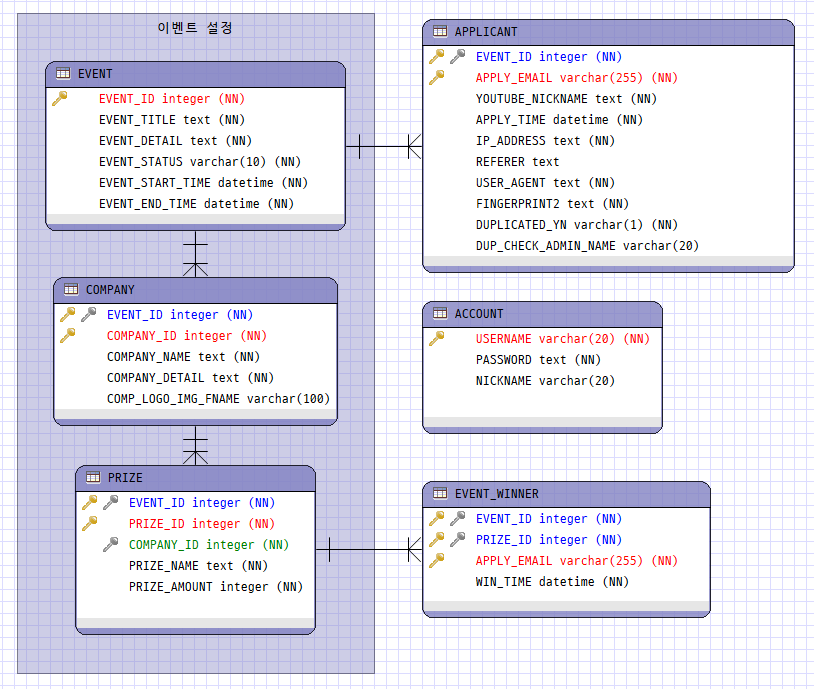 이벤트 설정
EVENT
EVENT_ID integer (NN)
EVENT_TITLE text (NN)
EVENT_DETAIL text (NN)
EVENT_STATUS varchar(10) (NN)
EVENT_START_TIME datetime (NN)
EVENT_END_TIME datetime (NN)
COMPANY
EVENT_ID integer (NN)
COMPANY_ID integer (NN)
COMPANY_NAME text (NN)
COMPANY_DETAIL text (NN)
COMP_LOGO_IMG_FNAME varchar(100)
PRIZE
EVENT_ID integer (NN)
PRIZE_ID integer (NN)
COMPANY_ID integer (NN)
PRIZE_NAME text (NN)
PRIZE_AMOUNT integer (NN)
APPLICANT
EVENT_ID integer (NN)
APPLY_EMAIL varchar(255) (NN)
YOUTUBE_NICKNAME text (NN)
APPLY_TIME datetime (NN)
IP_ADDRESS text (NN)
REFERER text
USER_AGENT text (NN)
FINGERPRINT2 text (NN)
DUPLICATED_YN varchar(1) (NN)
DUP_CHECK_ADMIN_NAME varchar(20)
ACCOUNT
USERNAME varchar(20) (NN)
PASSWORD text (NN)
NICKNAME varchar(20)
EVENT_WINNER
EVENT_ID integer (NN)
PRIZE_ID integer (NN)
APPLY_EMAIL varchar(255) (NN)
WIN_TIME datetime (NN)